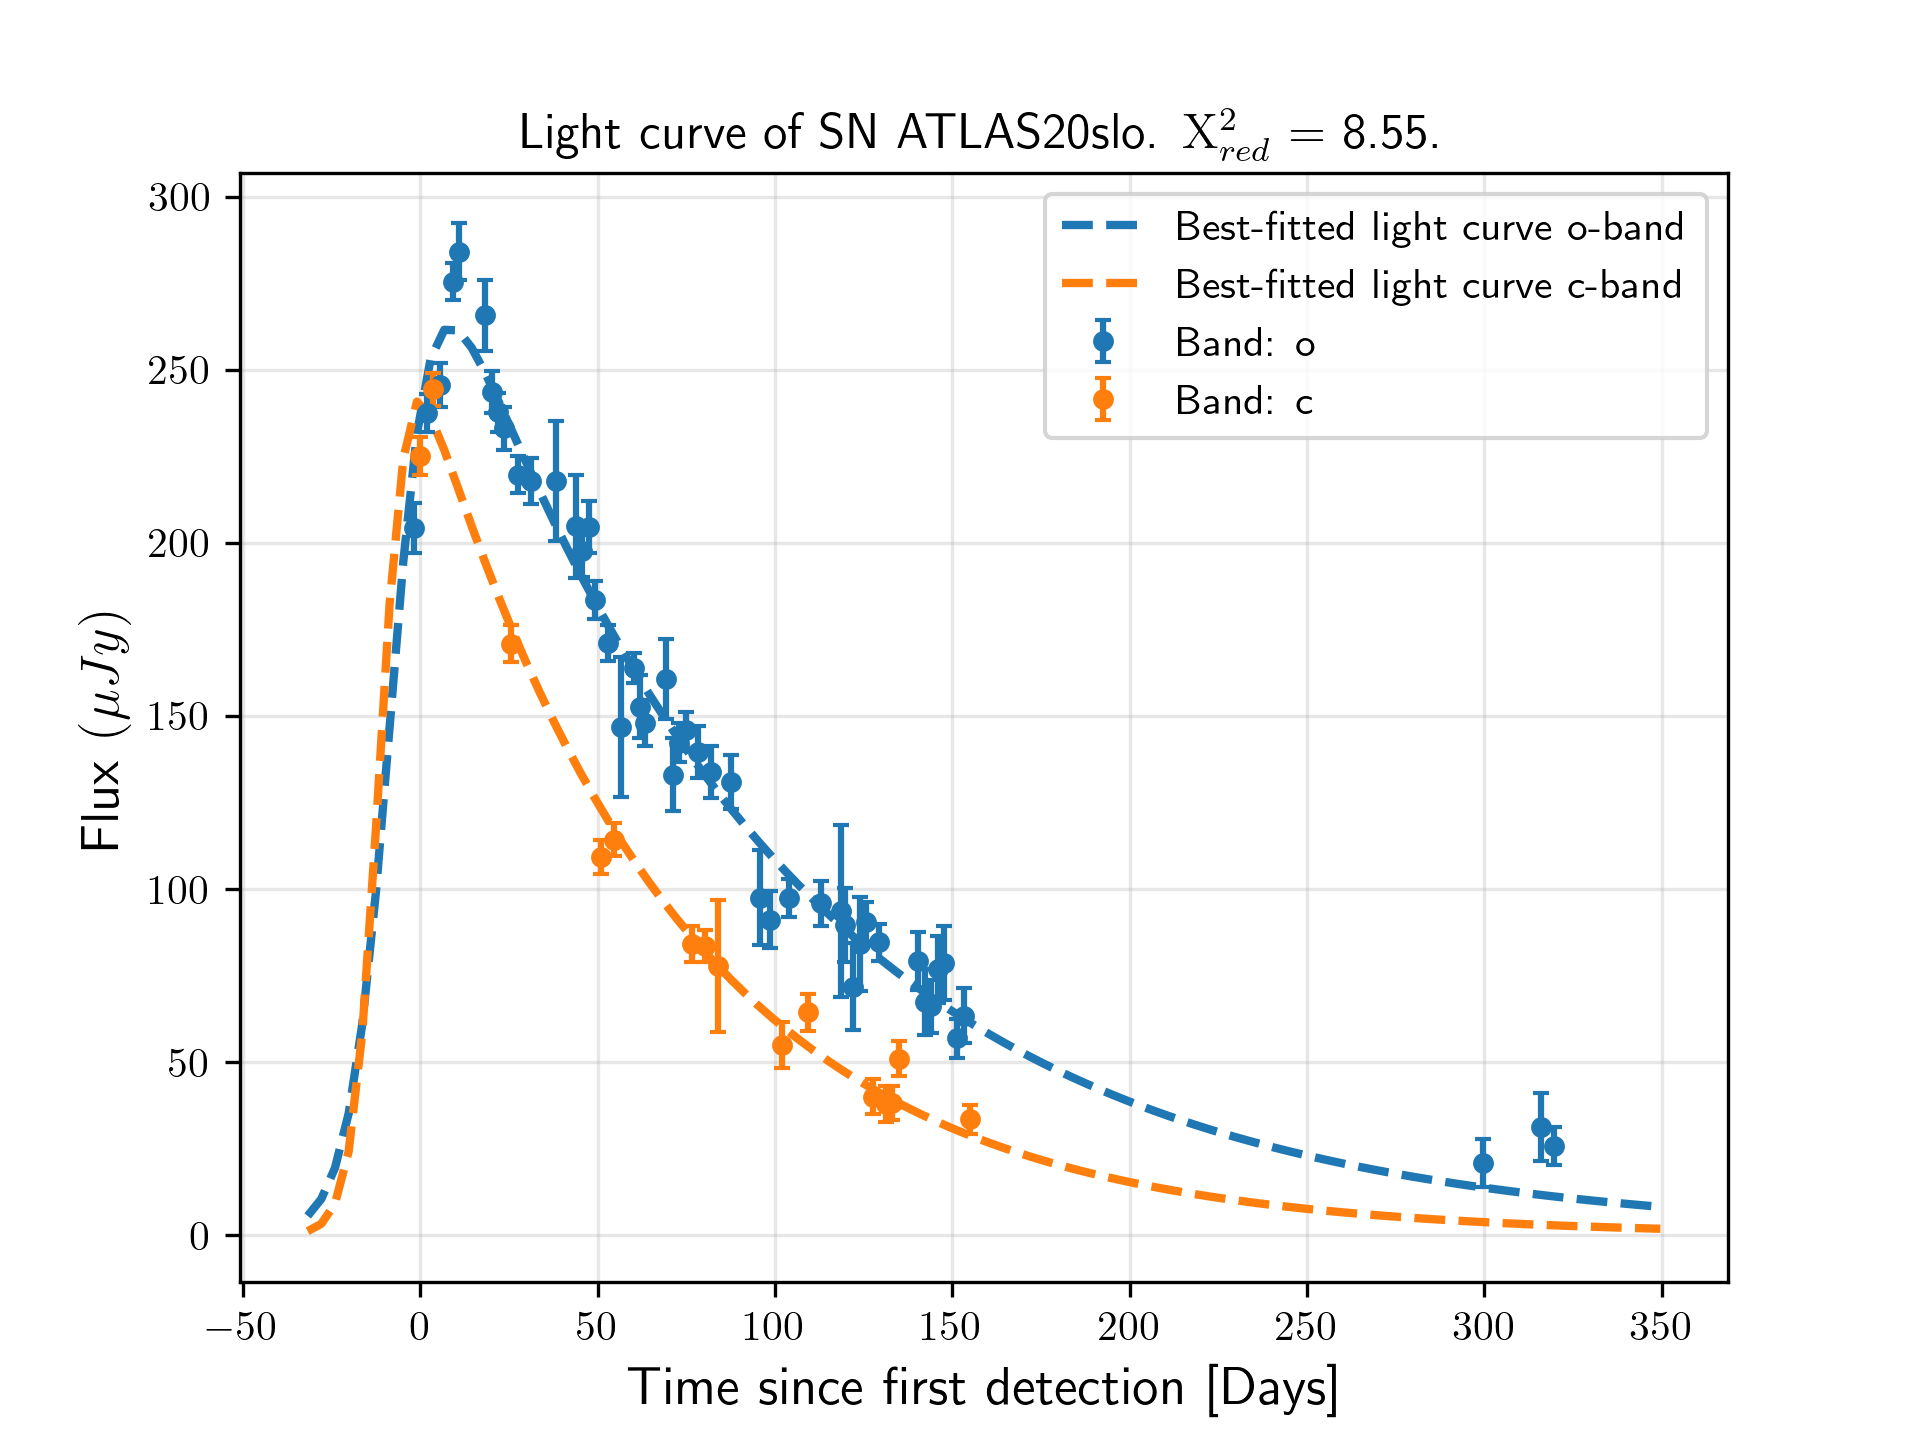 Light curve of SN ATLAS20slo. X²_red = 8.55.
Best-fitted light curve o-band
Best-fitted light curve c-band
Band: o
Band: c
300
250
200
150
100
50
0
Flux (μJy)
−50 0 50 100 150 200 250 300 350
Time since first detection [Days]